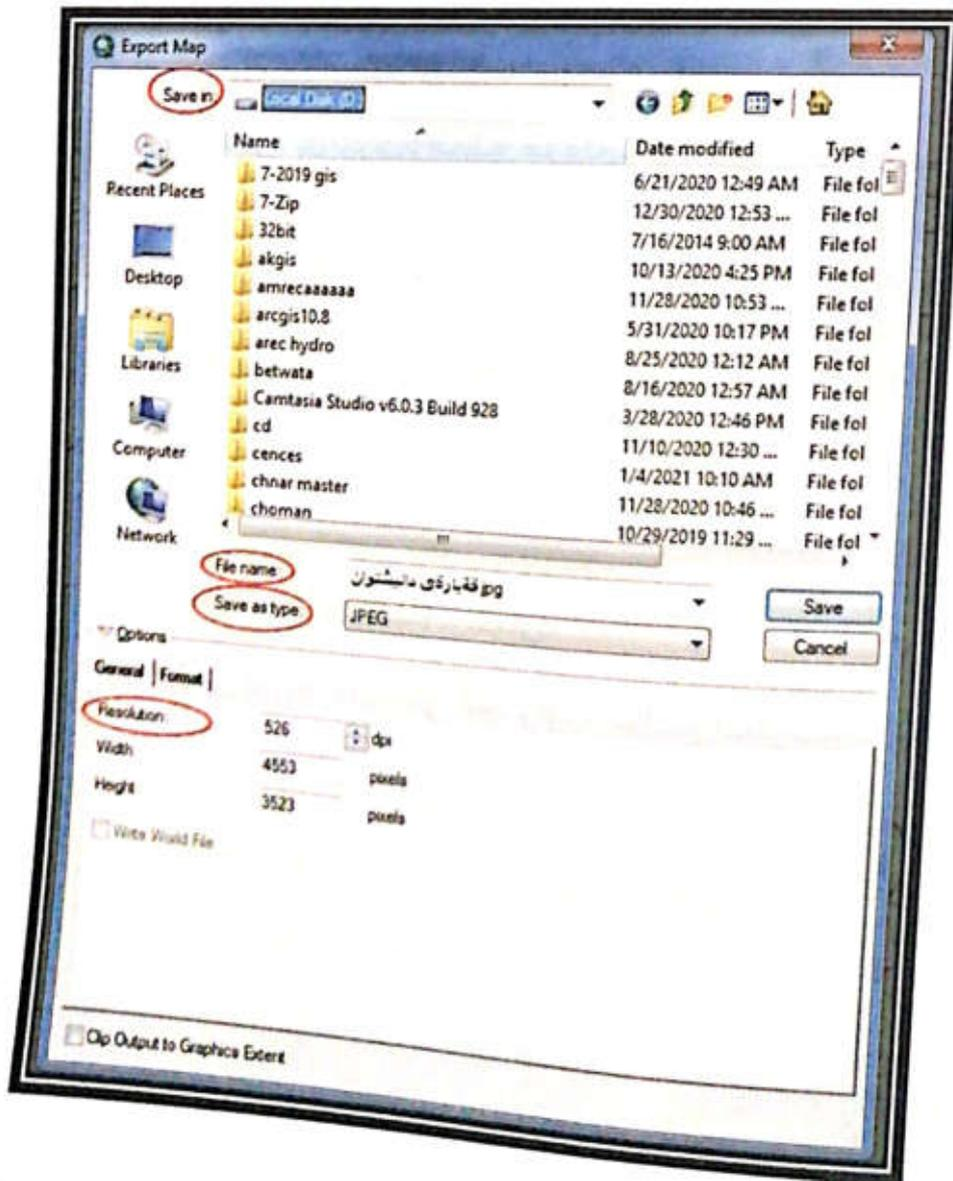 Export Map
Save in
Local Disk (D:)
Name Date modified Type
7-2019 gis 6/21/2020 12:49 AM File fol
7-Zip 12/30/2020 12:53 ... File fol
32bit 7/16/2014 9:00 AM File fol
akgis 10/13/2020 4:25 PM File fol
amrecaaaaaa 11/28/2020 10:53 ... File fol
arcgis10.8 5/31/2020 10:17 PM File fol
arec hydro 8/25/2020 12:12 AM File fol
betwata 8/16/2020 12:57 AM File fol
Camtasia Studio v6.0.3 Build 928 3/28/2020 12:46 PM File fol
cd 11/10/2020 12:30 ... File fol
cences 1/4/2021 10:10 AM File fol
chnar master 11/28/2020 10:46 ... File fol
choman 10/29/2019 11:29 ... File fol
Recent Places
Desktop
Libraries
Computer
Network
File name قةبارةى دانيشتوان jpg
Save
Save as type JPEG
Cancel
Options
General Format
Resolution 526 dpi
Width 4553 pixels
Height 3523 pixels
Write World File
Clip Output to Graphics Extent